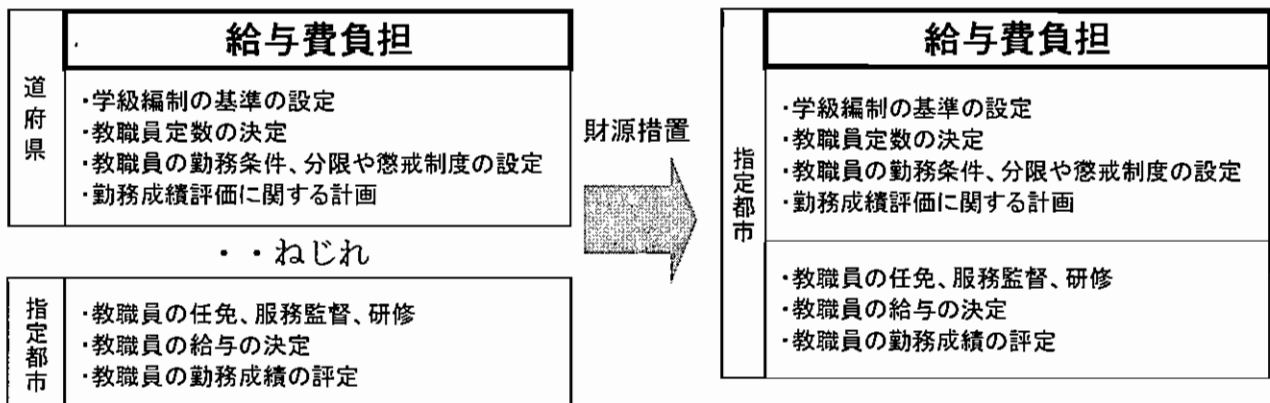 道府県
給与費負担
・学級編制の基準の設定
・教職員定数の決定
・教職員の勤務条件、分限や懲戒制度の設定
・勤務成績評価に関する計画
・・ねじれ
指定都市
・教職員の任免、服務監督、研修
・教職員の給与の決定
・教職員の勤務成績の評定
財源措置
指定都市
給与費負担
・学級編制の基準の設定
・教職員定数の決定
・教職員の勤務条件、分限や懲戒制度の設定
・勤務成績評価に関する計画
・教職員の任免、服務監督、研修
・教職員の給与の決定
・教職員の勤務成績の評定